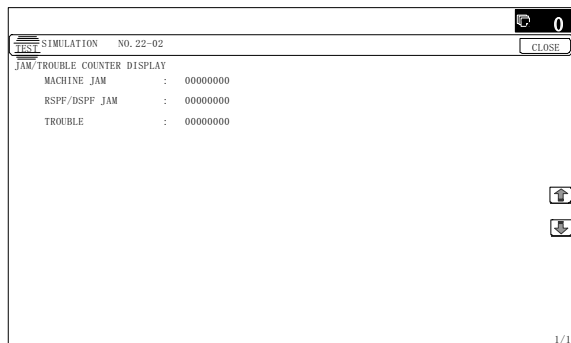 0
TEST SIMULATION NO. 22-02
CLOSE
JAM/TROUBLE COUNTER DISPLAY
MACHINE JAM : 00000000
RSPF/DSPF JAM : 00000000
TROUBLE : 00000000
1/1